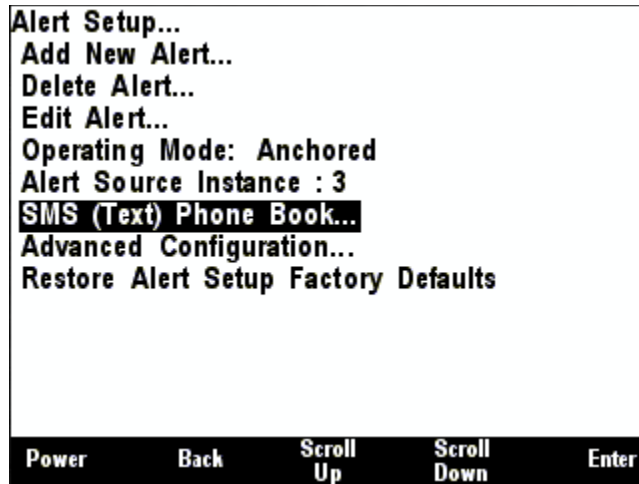 Alert Setup...
Add New Alert...
Delete Alert...
Edit Alert...
Operating Mode: Anchored
Alert Source Instance : 3
SMS (Text) Phone Book...
Advanced Configuration...
Restore Alert Setup Factory Defaults
Power
Back
Scroll
Up
Scroll
Down
Enter